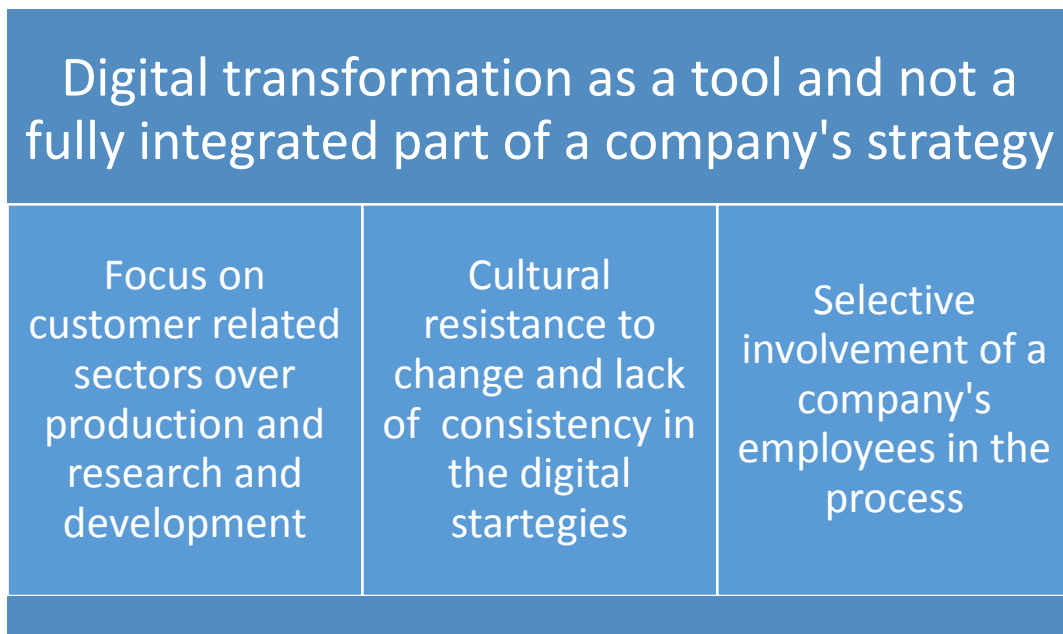 Digital transformation as a tool and not a
fully integrated part of a company's strategy
Focus on
customer related
sectors over
production and
research and
development
Cultural
resistance to
change and lack
of  consistency in
the digital
startegies
Selective
involvement of a
company's
employees in the
process